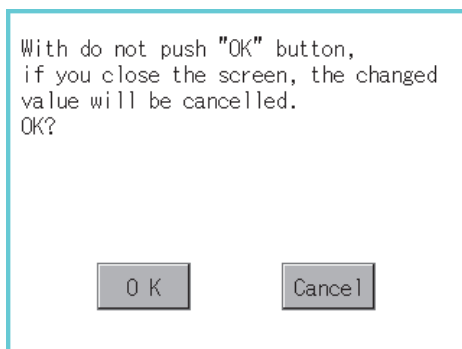 With do not push "OK" button,
if you close the screen, the changed
value will be cancelled.
OK?
O K
Cancel